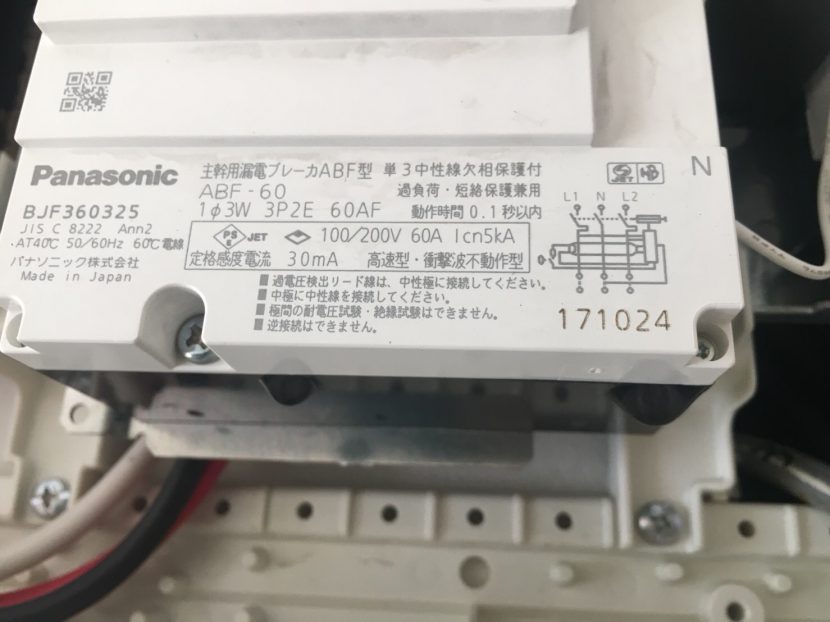 Panasonic
主幹用漏電ブレーカABF型 単3中性線欠相保護付
ABF-60 過負荷・短絡保護兼用
BJF360325 1φ3W 3P2E 60AF 動作時間0.1秒以内
JIS C 8222 Ann2
AT40℃ 50/60Hz 60℃電線
パナソニック株式会社
Made in Japan
PS E JET 100/200V 60A Icn5kA
定格感度電流 30mA 高速型・衝撃波不動作型
■過電圧検出リード線は、中性極に接続してください。
■中極に中性線を接続してください。
■極間の耐電圧試験・絶縁試験はできません。
■逆接続はできません。
JET
N
L1 N L2
171024